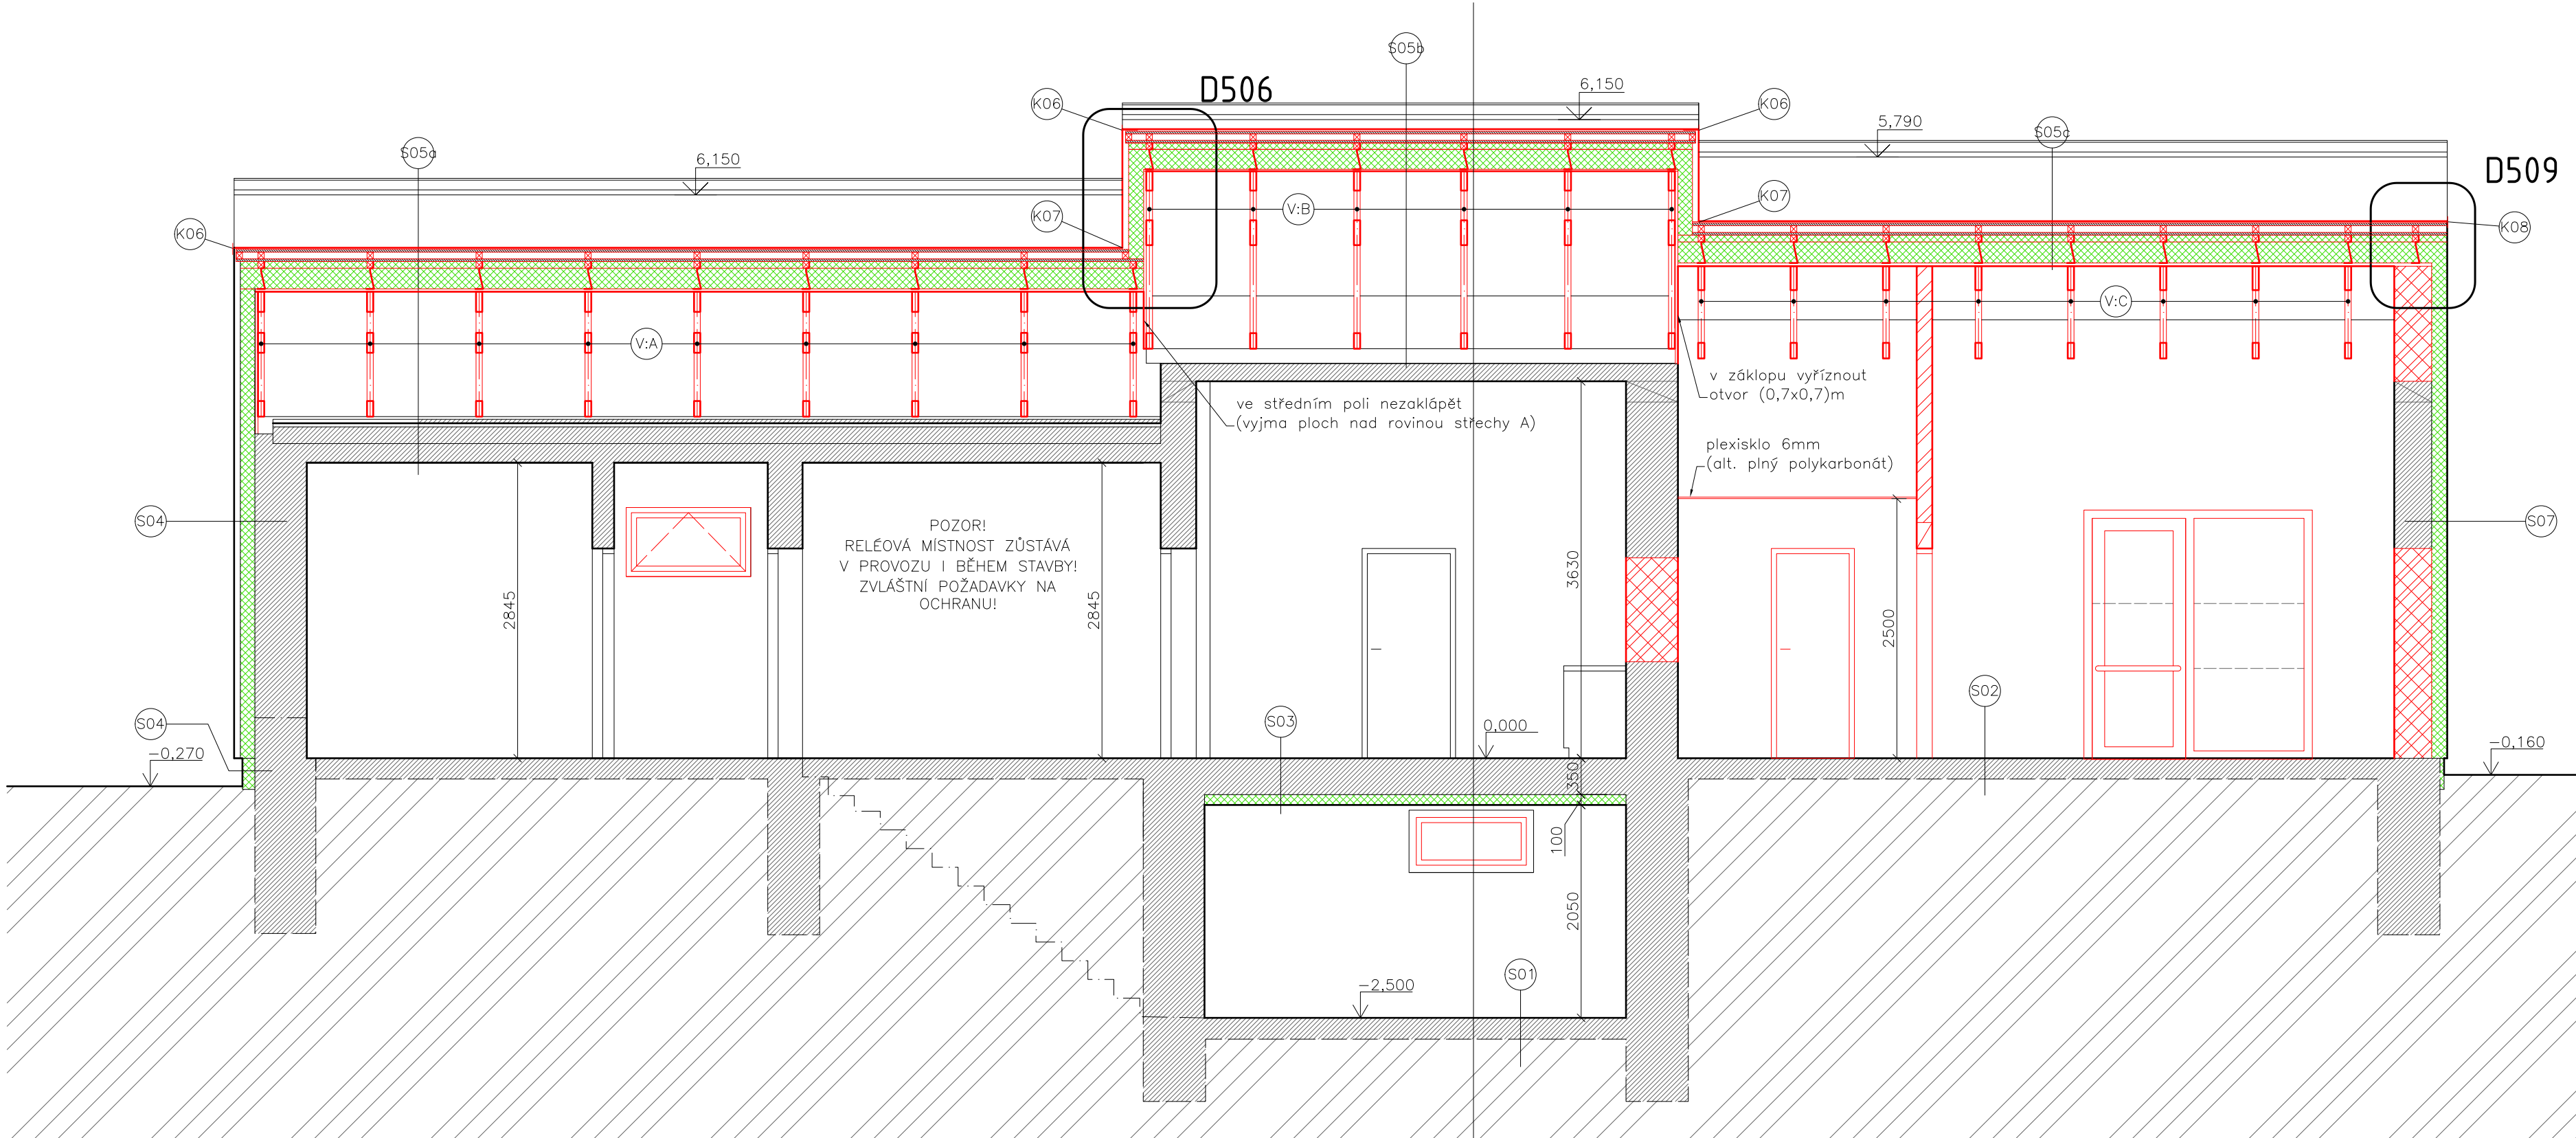 S05b
D506
6,150
K06
K06
5,790
S05c
S05a
6,150
D509
K07
K07
K06
V:B
K08
V:C
V:A
v záklopu vyříznout
otvor (0,7x0,7)m
ve středním poli nezaklápět
(vyjma ploch nad rovinou střechy A)
plexisklo 6mm
(alt. plný polykarbonát)
S04
POZOR!
RELÉOVÁ MÍSTNOST ZŮSTÁVÁ
V PROVOZU I BĚHEM STAVBY!
ZVLÁŠTNÍ POŽADAVKY NA
OCHRANU!
S07
2845
2845
3630
2500
S02
S04
S03
0,000
-0,270
-0,160
350
100
2050
S01
-2,500